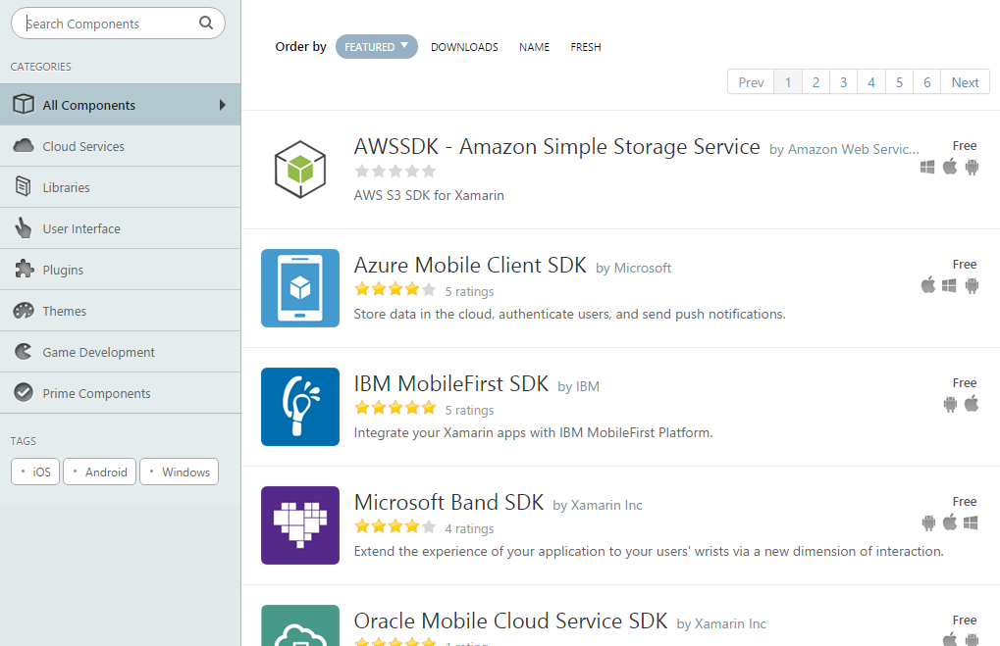 Search Components
CATEGORIES
All Components
Cloud Services
Libraries
User Interface
Plugins
Themes
Game Development
Prime Components
TAGS
• iOS • Android • Windows
Order by FEATURED ▼ DOWNLOADS NAME FRESH
Prev 1 2 3 4 5 6 Next
AWSSDK - Amazon Simple Storage Service by Amazon Web Servic... Free
AWS S3 SDK for Xamarin
Azure Mobile Client SDK by Microsoft Free
5 ratings
Store data in the cloud, authenticate users, and send push notifications.
IBM MobileFirst SDK by IBM Free
5 ratings
Integrate your Xamarin apps with IBM MobileFirst Platform.
Microsoft Band SDK by Xamarin Inc Free
4 ratings
Extend the experience of your application to your users' wrists via a new dimension of interaction.
Oracle Mobile Cloud Service SDK by Xamarin Inc Free
1 rating